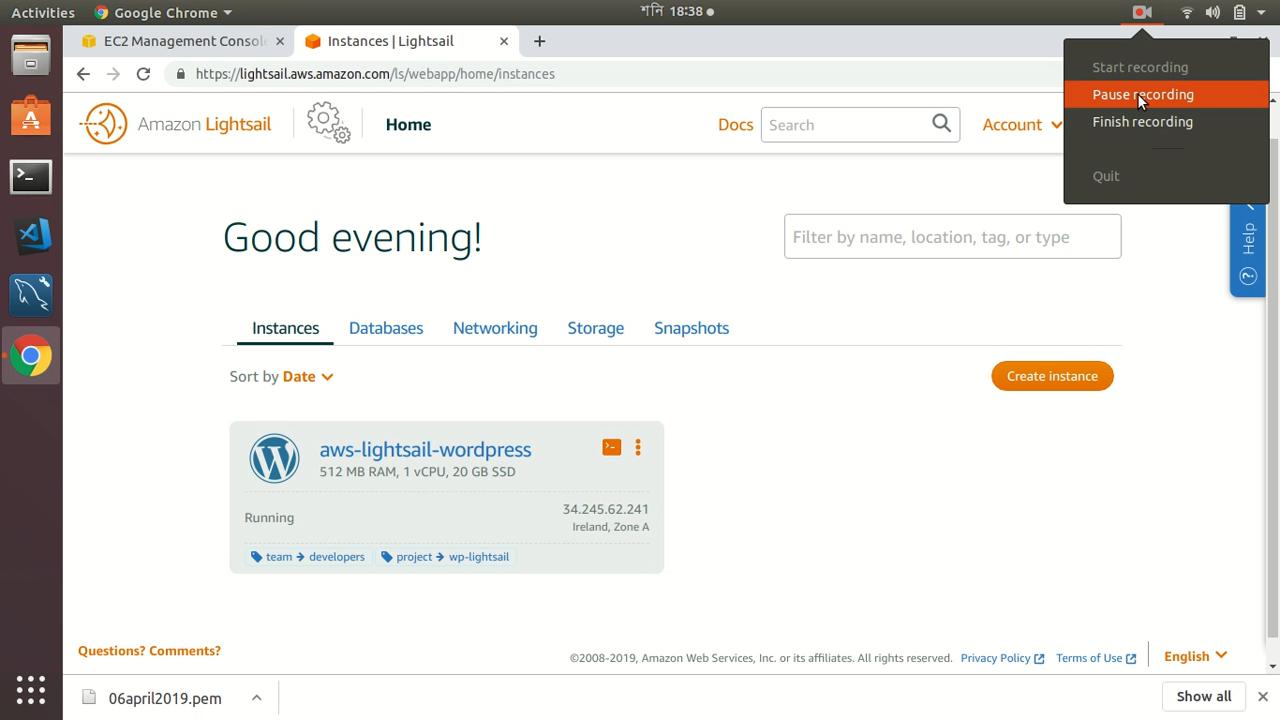 Activities
Google Chrome
শনি 18:38
EC2 Management Consol
Instances | Lightsail
https://lightsail.aws.amazon.com/ls/webapp/home/instances
Start recording
Pause recording
Finish recording
Quit
Amazon Lightsail
Home
Docs
Search
Account
Help
Good evening!
Filter by name, location, tag, or type
Instances
Databases
Networking
Storage
Snapshots
Sort by Date
Create instance
aws-lightsail-wordpress
512 MB RAM, 1 vCPU, 20 GB SSD
Running
34.245.62.241
Ireland, Zone A
team → developers
project → wp-lightsail
Questions? Comments?
©2008-2019, Amazon Web Services, Inc. or its affiliates. All rights reserved.
Privacy Policy
Terms of Use
English
06april2019.pem
Show all